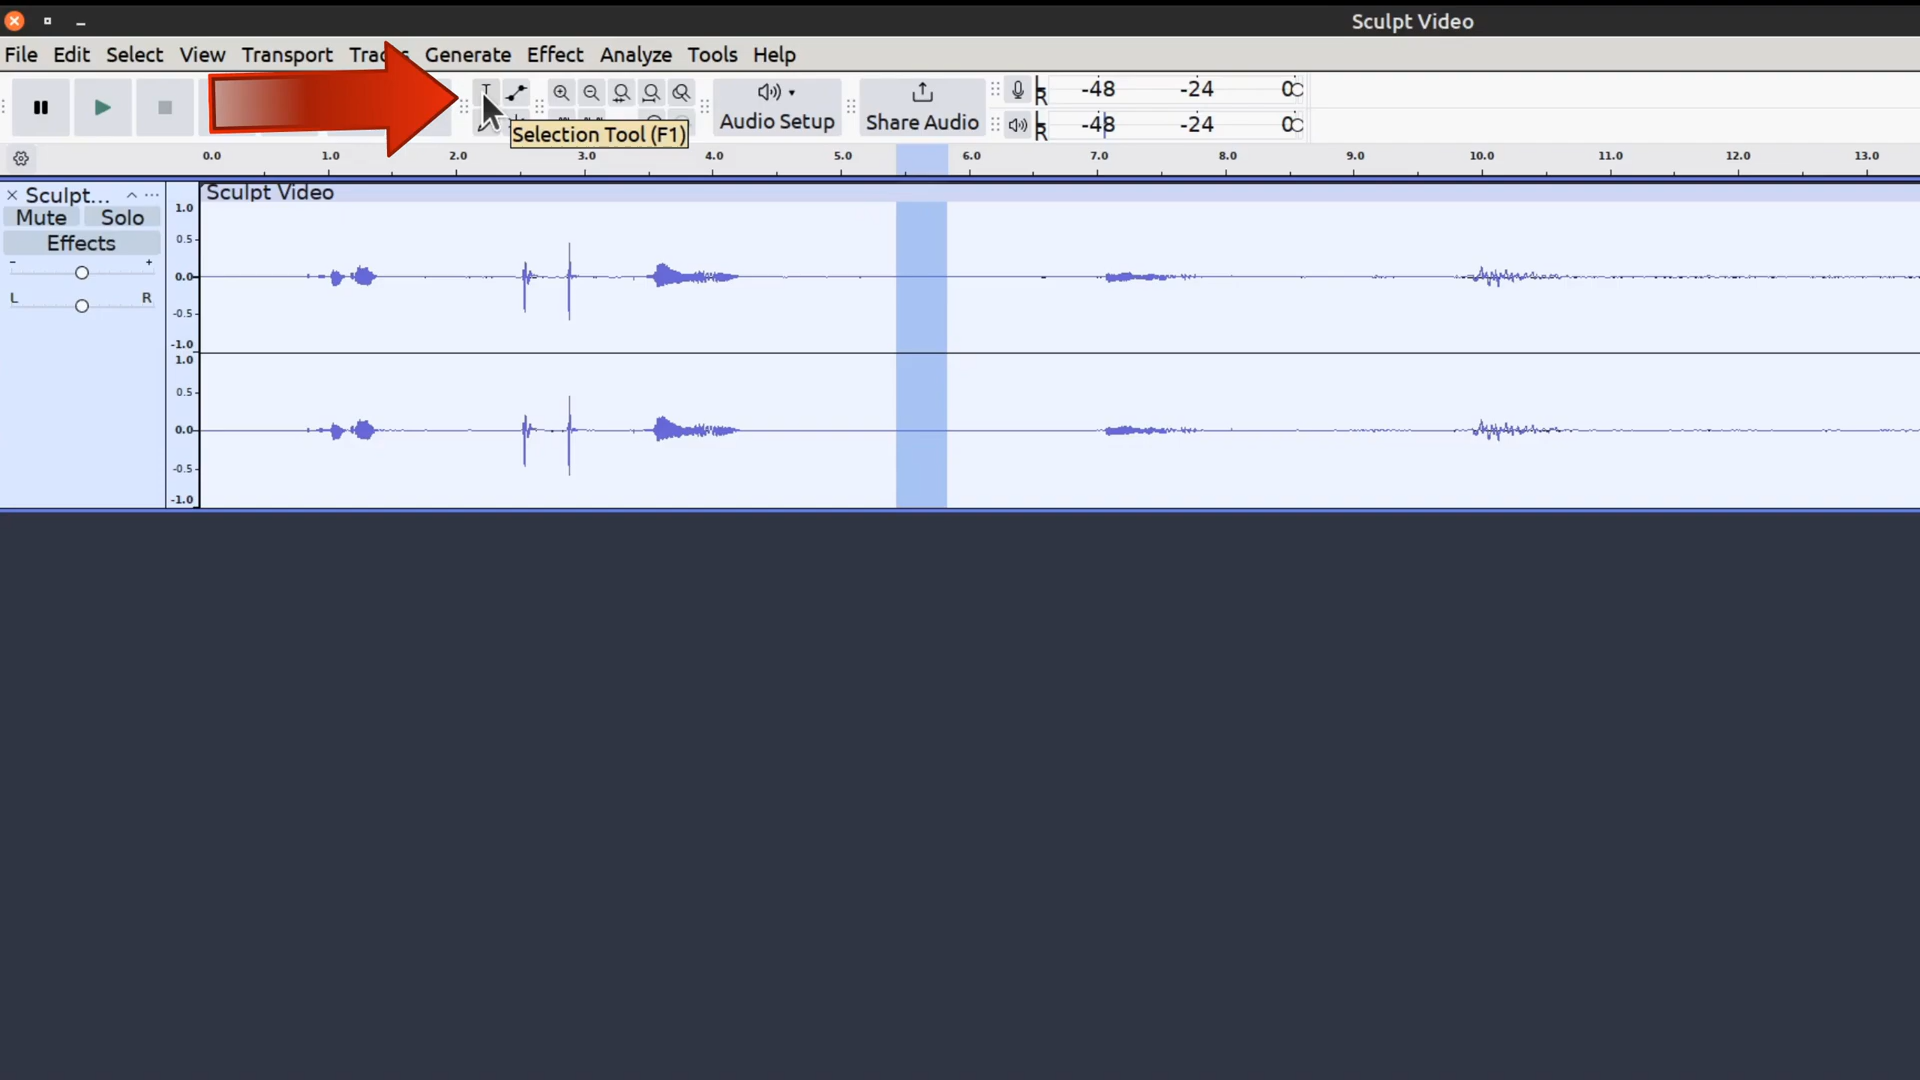 Sculpt Video
File Edit Select View Transport Generate Effect Analyze Tools Help
Audio Setup
Share Audio
L
R
-48 -24 0
L
R
-48 -24 0
Selection Tool (F1)
0.0 1.0 2.0 3.0 4.0 5.0 6.0 7.0 8.0 9.0 10.0 11.0 12.0 13.0
Sculpt...
Sculpt Video
Mute Solo
Effects
- +
L R
1.0
0.5
0.0
-0.5
-1.0
1.0
0.5
0.0
-0.5
-1.0